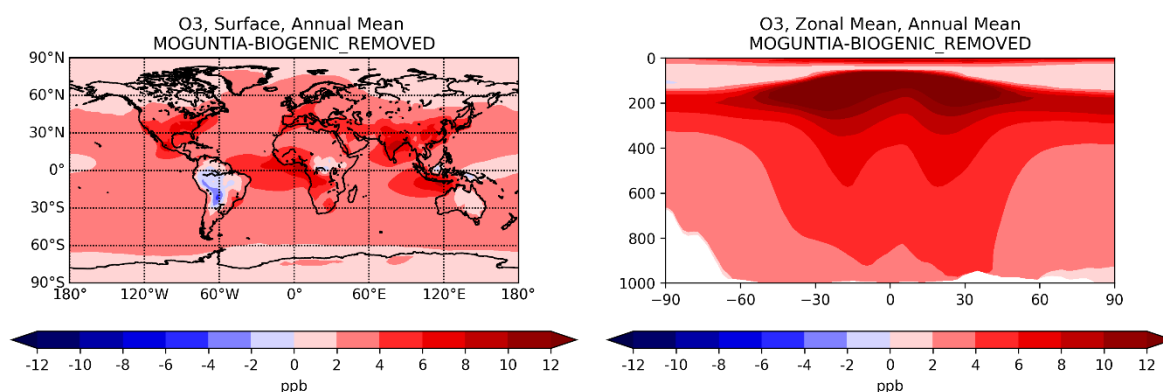 O3, Surface, Annual Mean
MOGUNTIA-BIOGENIC_REMOVED
90°N
60°N
30°N
0°
30°S
60°S
90°S
180° 120°W 60°W 0° 60°E 120°E 180°
-12 -10 -8 -6 -4 -2 0 2 4 6 8 10 12
ppb
O3, Zonal Mean, Annual Mean
MOGUNTIA-BIOGENIC_REMOVED
0
200
400
600
800
1000
−90 −60 −30 0 30 60 90
-12 -10 -8 -6 -4 -2 0 2 4 6 8 10 12
ppb